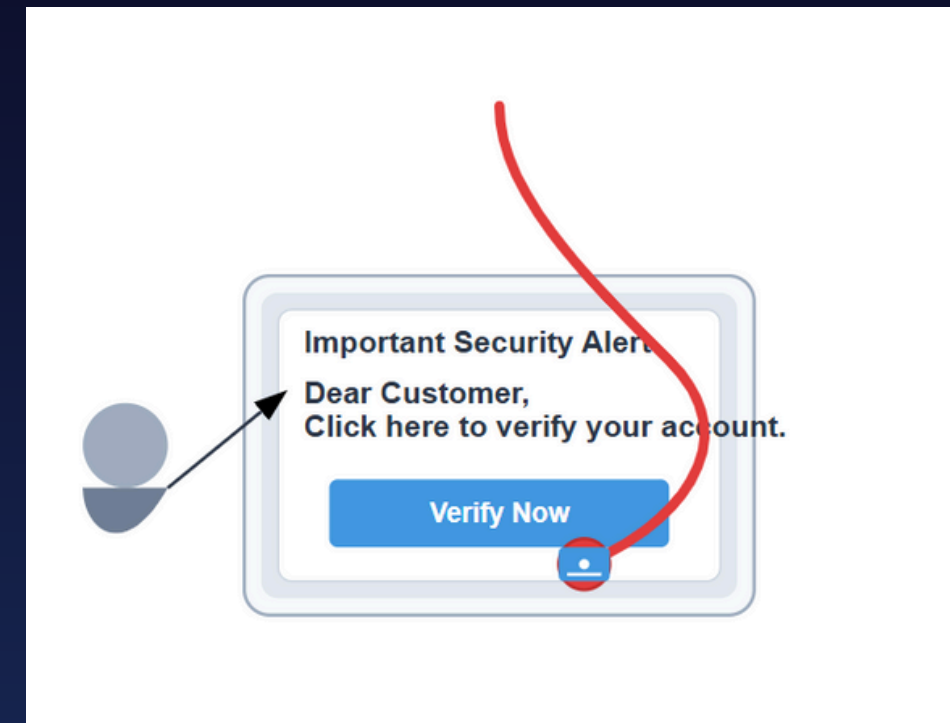 Important Security Alert
Dear Customer,
Click here to verify your account.
Verify Now